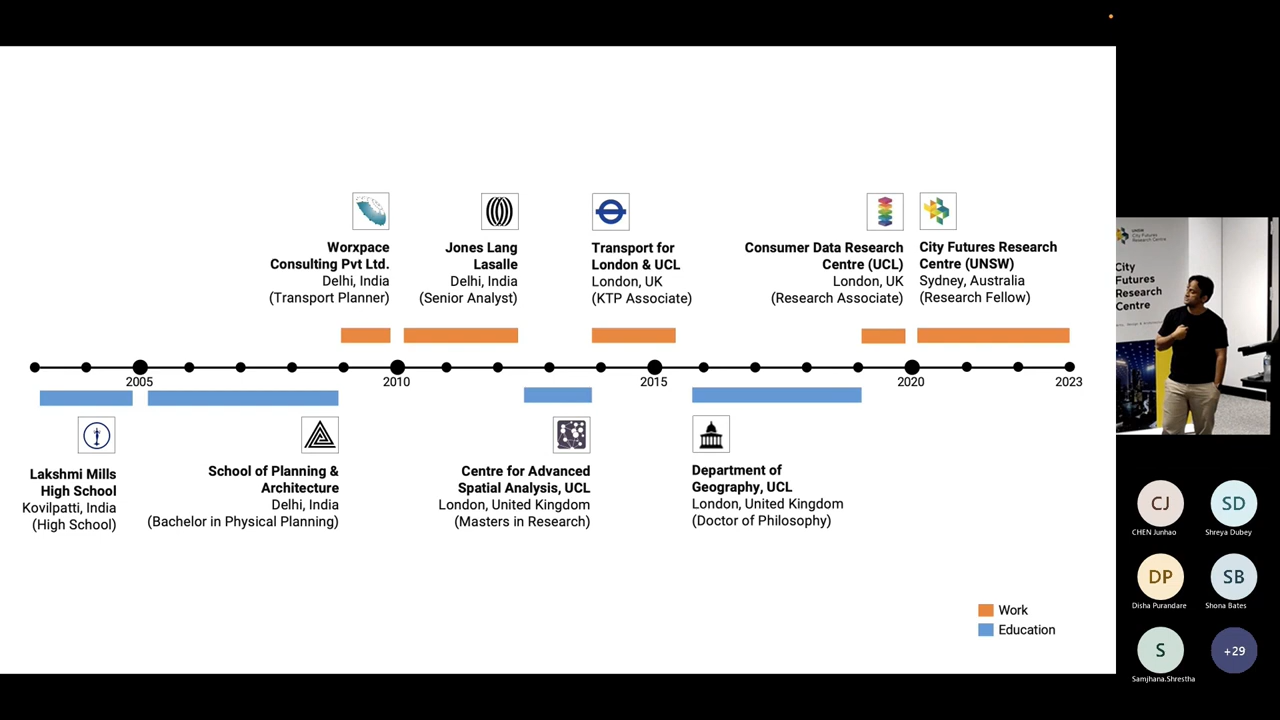 Worxpace
Consulting Pvt Ltd.
Delhi, India
(Transport Planner)
Jones Lang
Lasalle
Delhi, India
(Senior Analyst)
Transport for
London & UCL
London, UK
(KTP Associate)
Consumer Data Research
Centre (UCL)
London, UK
(Research Associate)
City Futures Research
Centre (UNSW)
Sydney, Australia
(Research Fellow)
2005
2010
2015
2020
2023
Lakshmi Mills
High School
Kovilpatti, India
(High School)
School of Planning &
Architecture
Delhi, India
(Bachelor in Physical Planning)
Centre for Advanced
Spatial Analysis, UCL
London, United Kingdom
(Masters in Research)
Department of
Geography, UCL
London, United Kingdom
(Doctor of Philosophy)
Work
Education
UNSW
City Futures
Research Centre
City
Futures
Research
Centre
CJ
CHEN Junhao
SD
Shreya Dubey
DP
Disha Purandare
SB
Shona Bates
S
Samjhana.Shrestha
+29